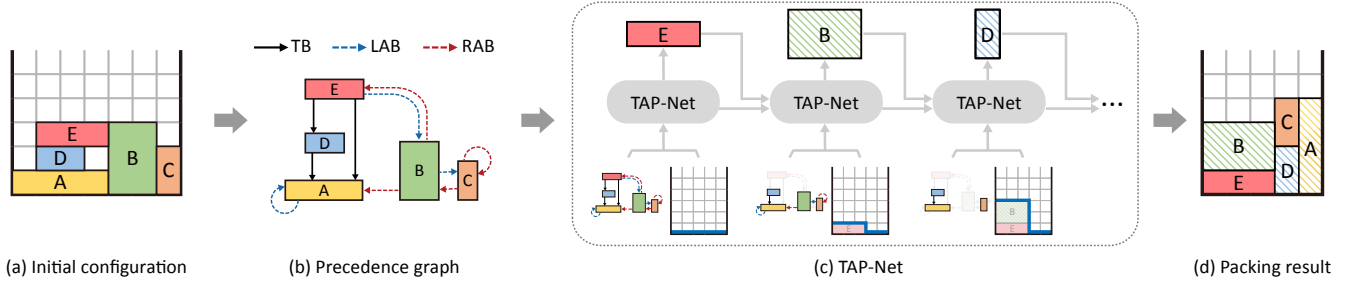 TB LAB RAB
E
D
A
B
C
E
D
A
B
C
E B D
TAP-Net TAP-Net TAP-Net ...
B
E
B
E
C
B
A
D
E
(a) Initial configuration (b) Precedence graph (c) TAP-Net (d) Packing result